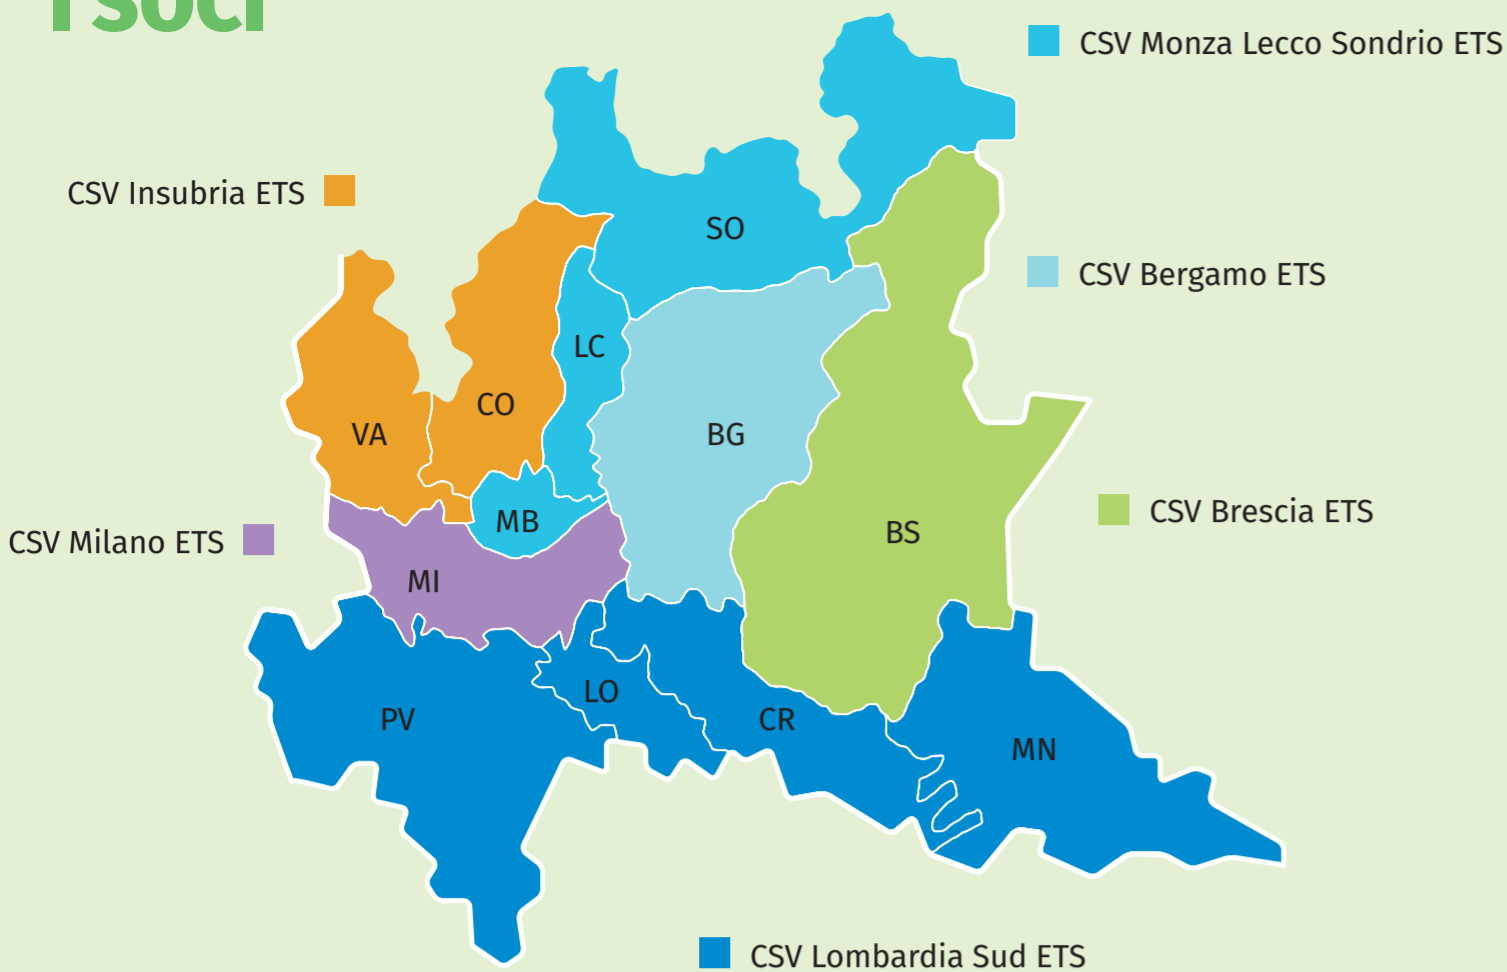 I soci
CSV Monza Lecco Sondrio ETS
CSV Insubria ETS
SO
CSV Bergamo ETS
LC
CO
VA
BG
CSV Brescia ETS
MB
BS
CSV Milano ETS
MI
LO
PV
CR
MN
CSV Lombardia Sud ETS